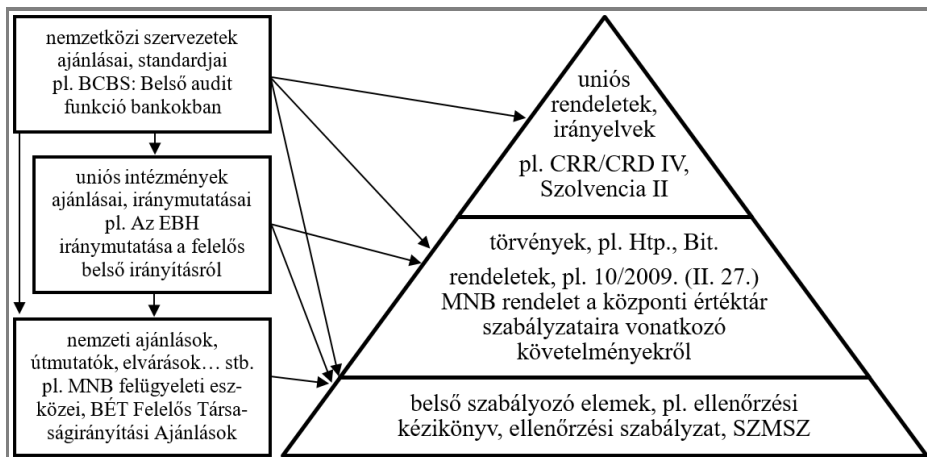 nemzetközi szervezetek
ajánlásai, standardjai
pl. BCBS: Belső audit
funkció bankokban
uniós intézmények
ajánlásai, iránymutatásai
pl. Az EBH
iránymutatása a felelős
belső irányításról
nemzeti ajánlások,
útmutatók, elvárások… stb.
pl. MNB felügyeleti esz-
közei, BÉT Felelős Társa-
ságirányítási Ajánlások
uniós
rendeletek,
irányelvek
pl. CRR/CRD IV,
Szolvencia II
törvények, pl. Htp., Bit.
rendeletek, pl. 10/2009. (II. 27.)
MNB rendelet a központi értéktár
szabályzataira vonatkozó
követelményekről
belső szabályozó elemek, pl. ellenőrzési
kézikönyv, ellenőrzési szabályzat, SZMSZ